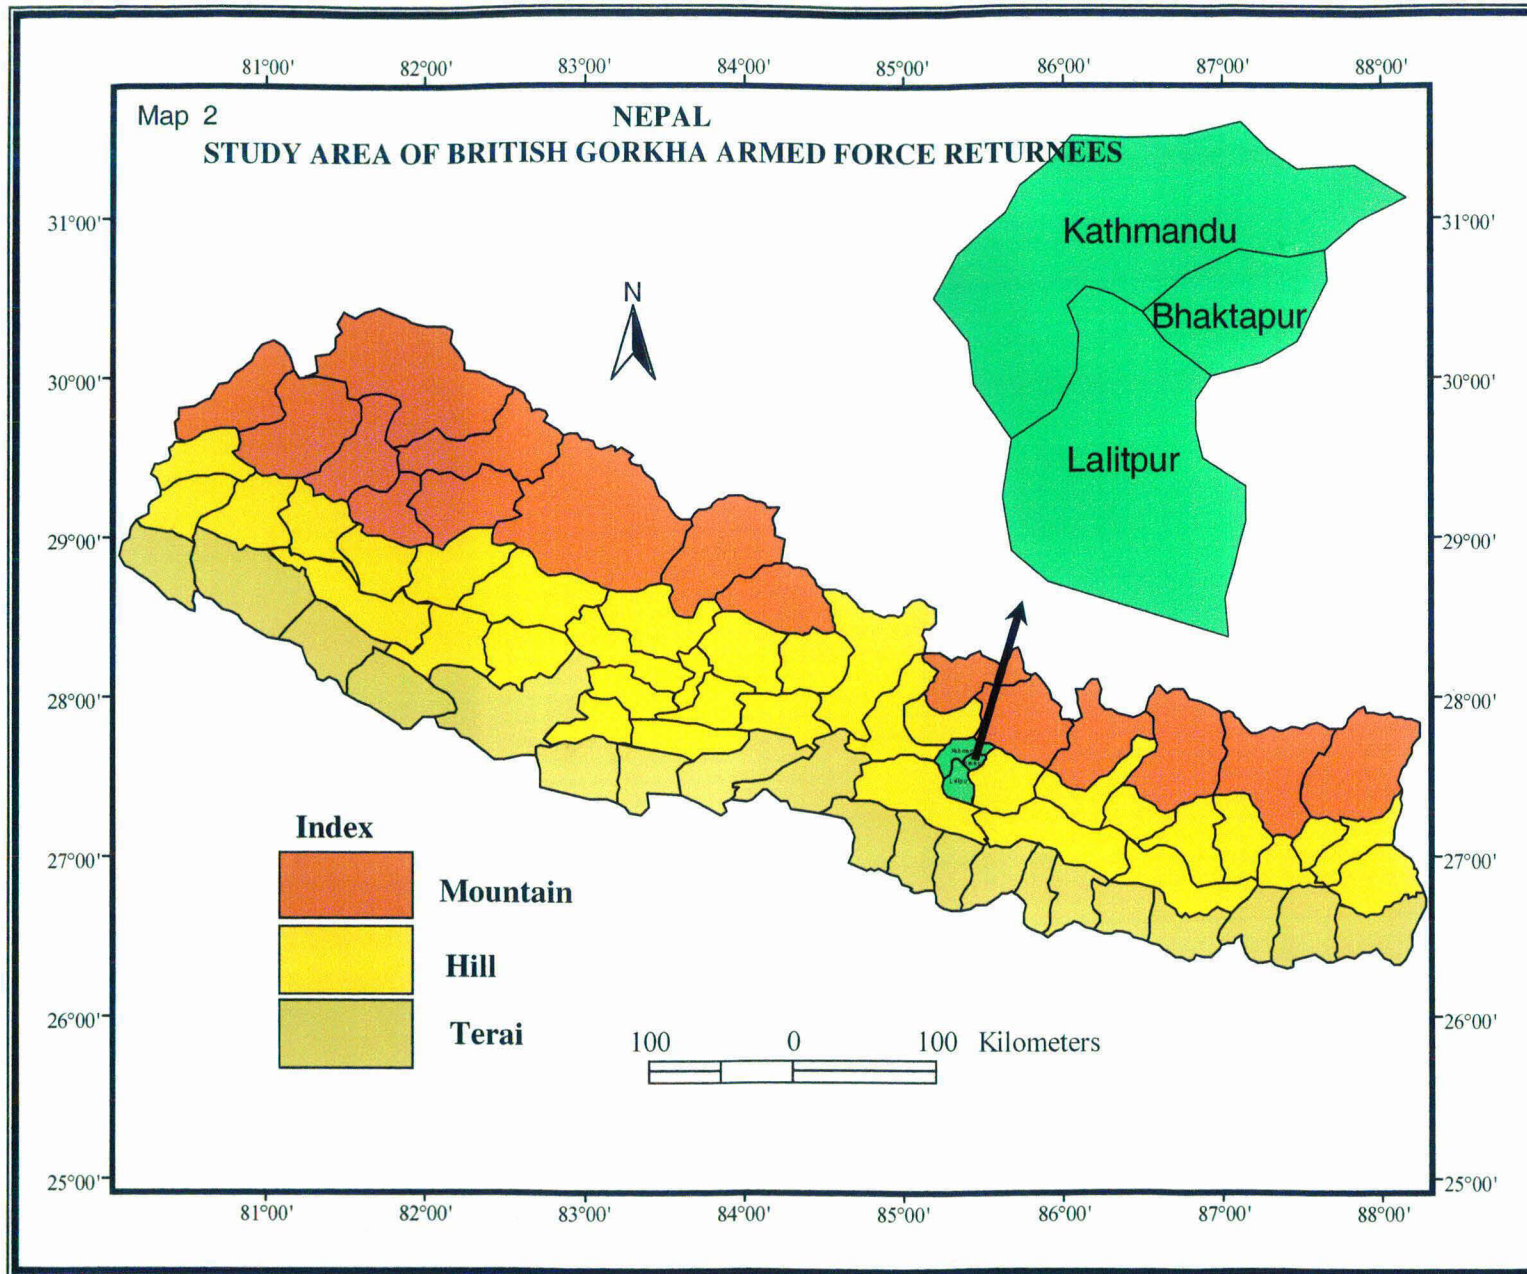 81°00' 82°00' 83°00' 84°00' 85°00' 86°00' 87°00' 88°00'
Map 2
NEPAL
STUDY AREA OF BRITISH GORKHA ARMED FORCE RETURNEES
31°00' 31°00'
Kathmandu
Bhaktapur
N
30°00' 30°00'
Lalitpur
29°00' 29°00'
28°00' 28°00'
Index
27°00' 27°00'
Mountain
Hill
26°00' 26°00'
Terai
100 0 100 Kilometers
25°00' 25°00'
81°00' 82°00' 83°00' 84°00' 85°00' 86°00' 87°00' 88°00'